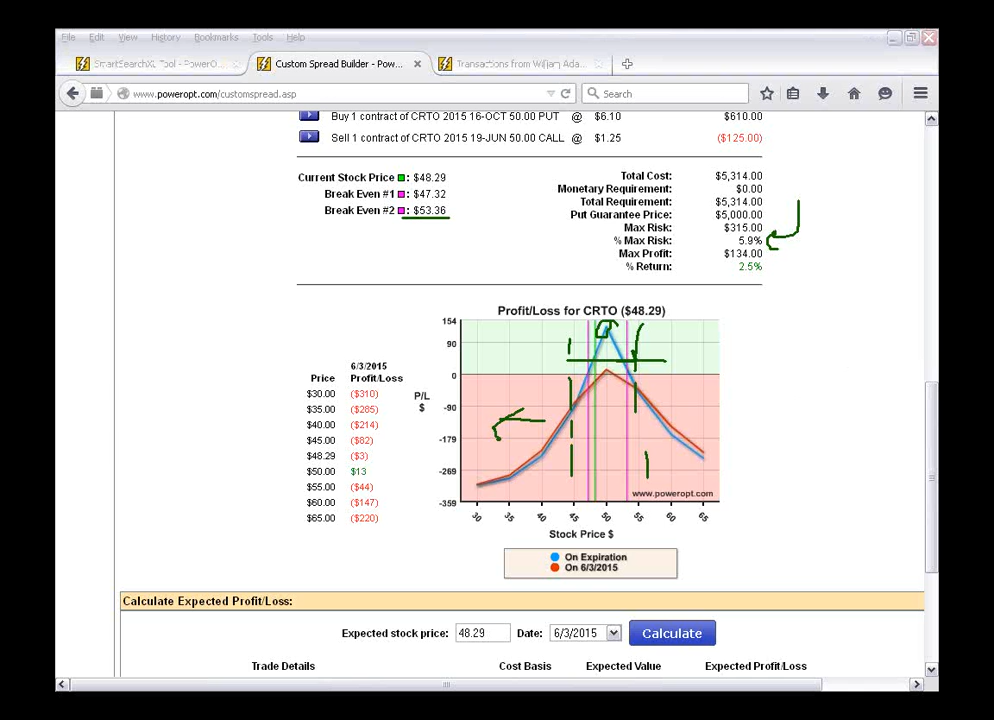 File Edit View History Bookmarks Tools Help
SmartSearchXL Tool - PowerO...
Custom Spread Builder - Pow...
Transactions from William Ada...
www.poweropt.com/customspread.asp
Search
Buy 1 contract of CRTO 2015 16-OCT 50.00 PUT @ $6.10 $610.00
Sell 1 contract of CRTO 2015 19-JUN 50.00 CALL @ $1.25 ($125.00)
Current Stock Price : $48.29
Break Even #1 : $47.32
Break Even #2 : $53.36
Total Cost: $5,314.00
Monetary Requirement: $0.00
Total Requirement: $5,314.00
Put Guarantee Price: $5,000.00
Max Risk: $315.00
% Max Risk: 5.9%
Max Profit: $134.00
% Return: 2.5%
6/3/2015
Price Profit/Loss
$30.00 ($310)
$35.00 ($285)
$40.00 ($214)
$45.00 ($82)
$48.29 ($3)
$50.00 $13
$55.00 ($44)
$60.00 ($147)
$65.00 ($220)
Profit/Loss for CRTO ($48.29)
154
90
0
-90
-179
-269
-359
P/L
$
www.poweropt.com
30 35 40 45 50 55 60 65
Stock Price $
On Expiration
On 6/3/2015
Calculate Expected Profit/Loss:
Expected stock price: 48.29 Date: 6/3/2015 Calculate
Trade Details Cost Basis Expected Value Expected Profit/Loss